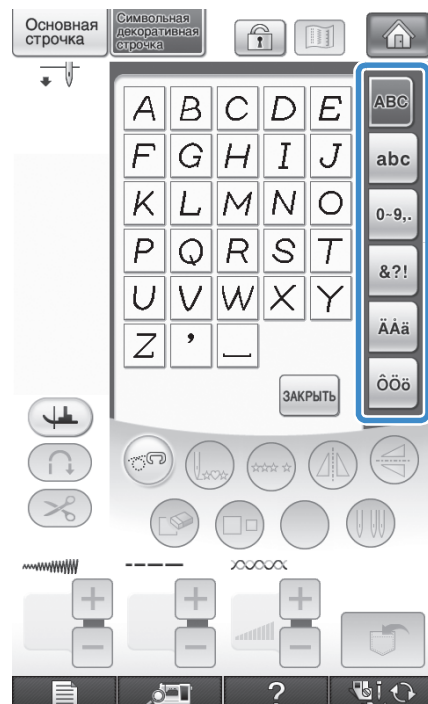 Основная
строчка
Символьная
декоративная
строчка
A B C D E
F G H I J
K L M N O
P Q R S T
U V W X Y
Z ' _
ABC
abc
0~9,.
&?!
ÄÅä
ÔÖö
ЗАКРЫТЬ
+ + +
− − −
?
i